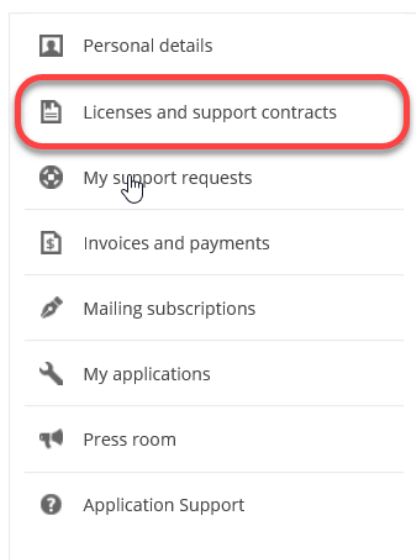 Personal details
Licenses and support contracts
My support requests
Invoices and payments
Mailing subscriptions
My applications
Press room
Application Support